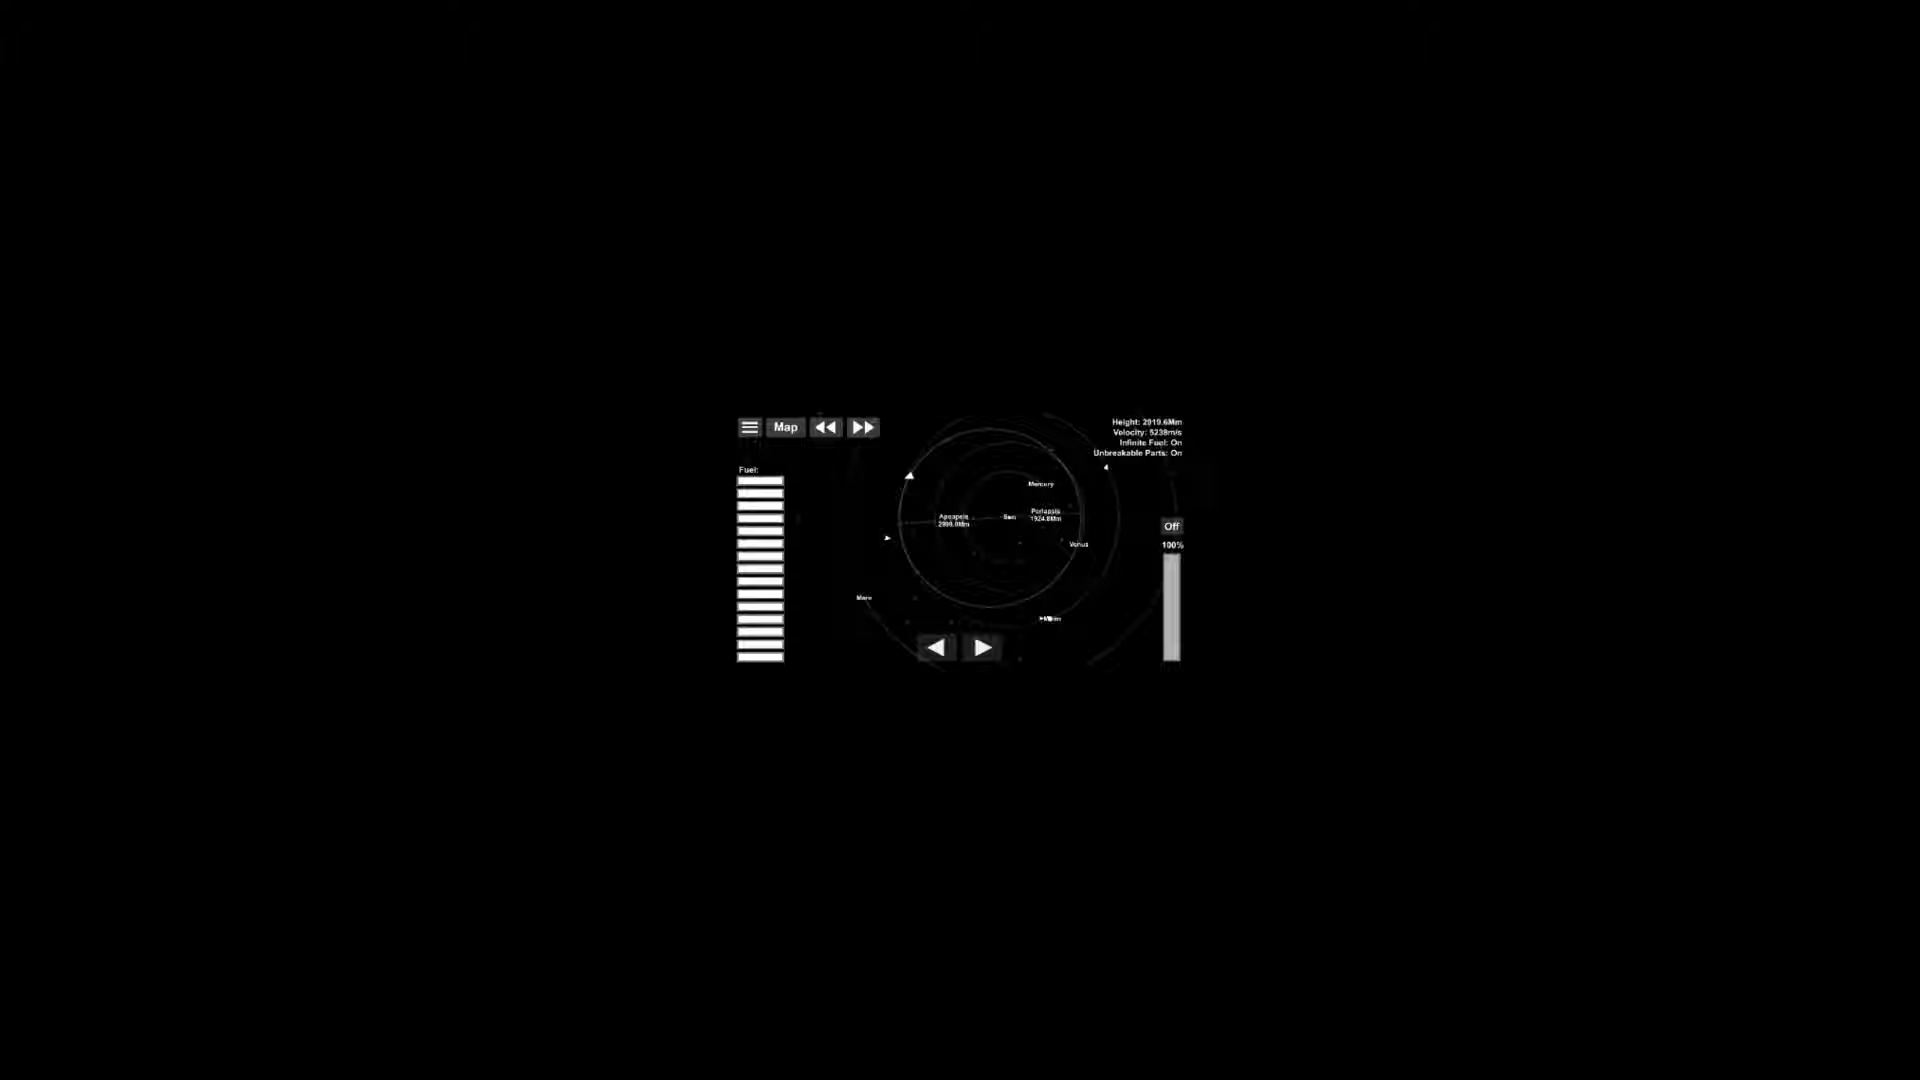 Map
Height: 2919.6Mm
Velocity: 5239m/s
Infinite Fuel: On
Unbreakable Parts: On
Fuel:
Mercury
Apoapsis
Sun
Periapsis
1924.8Mm
Off
Venus
100%
Mars